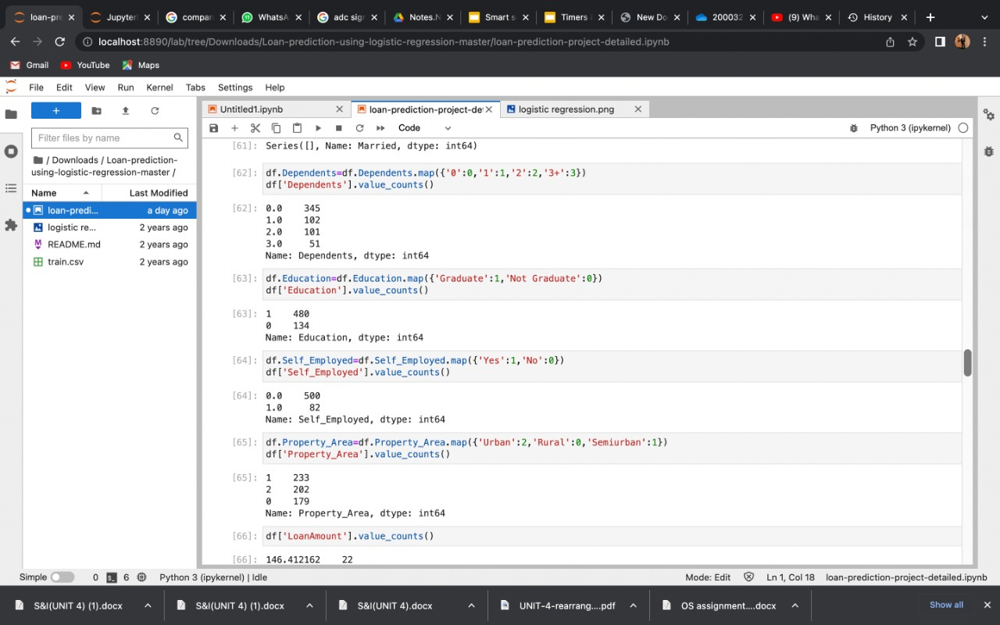 loan-pre
Jupyterl
compar
WhatsA
adc sig
Notes.N
Smart s
Timers &
New Do
200032
(9) Wha
History
localhost:8890/lab/tree/Downloads/Loan-prediction-using-logistic-regression-master/loan-prediction-project-detailed.ipynb
Gmail YouTube Maps
File Edit View Run Kernel Tabs Settings Help
Filter files by name
/ Downloads / Loan-prediction-
using-logistic-regression-master /
Name Last Modified
loan-predi... a day ago
logistic re... 2 years ago
README.md 2 years ago
train.csv 2 years ago
Untitled1.ipynb loan-prediction-project-de logistic regression.png
Code Python 3 (ipykernel)
[61]: Series([], Name: Married, dtype: int64)
[62]: df.Dependents=df.Dependents.map({'0':0,'1':1,'2':2,'3+':3})
df['Dependents'].value_counts()
[62]: 0.0 345
1.0 102
2.0 101
3.0 51
Name: Dependents, dtype: int64
[63]: df.Education=df.Education.map({'Graduate':1,'Not Graduate':0})
df['Education'].value_counts()
[63]: 1 480
0 134
Name: Education, dtype: int64
[64]: df.Self_Employed=df.Self_Employed.map({'Yes':1,'No':0})
df['Self_Employed'].value_counts()
[64]: 0.0 500
1.0 82
Name: Self_Employed, dtype: int64
[65]: df.Property_Area=df.Property_Area.map({'Urban':2,'Rural':0,'Semiurban':1})
df['Property_Area'].value_counts()
[65]: 1 233
2 202
0 179
Name: Property_Area, dtype: int64
[66]: df['LoanAmount'].value_counts()
[66]: 146.412162 22
Simple 0 6 Python 3 (ipykernel) | Idle Mode: Edit Ln 1, Col 18 loan-prediction-project-detailed.ipynb
S&I(UNIT 4) (1).docx S&I(UNIT 4) (1).docx S&I(UNIT 4).docx UNIT-4-rearrang....pdf OS assignment....docx Show all